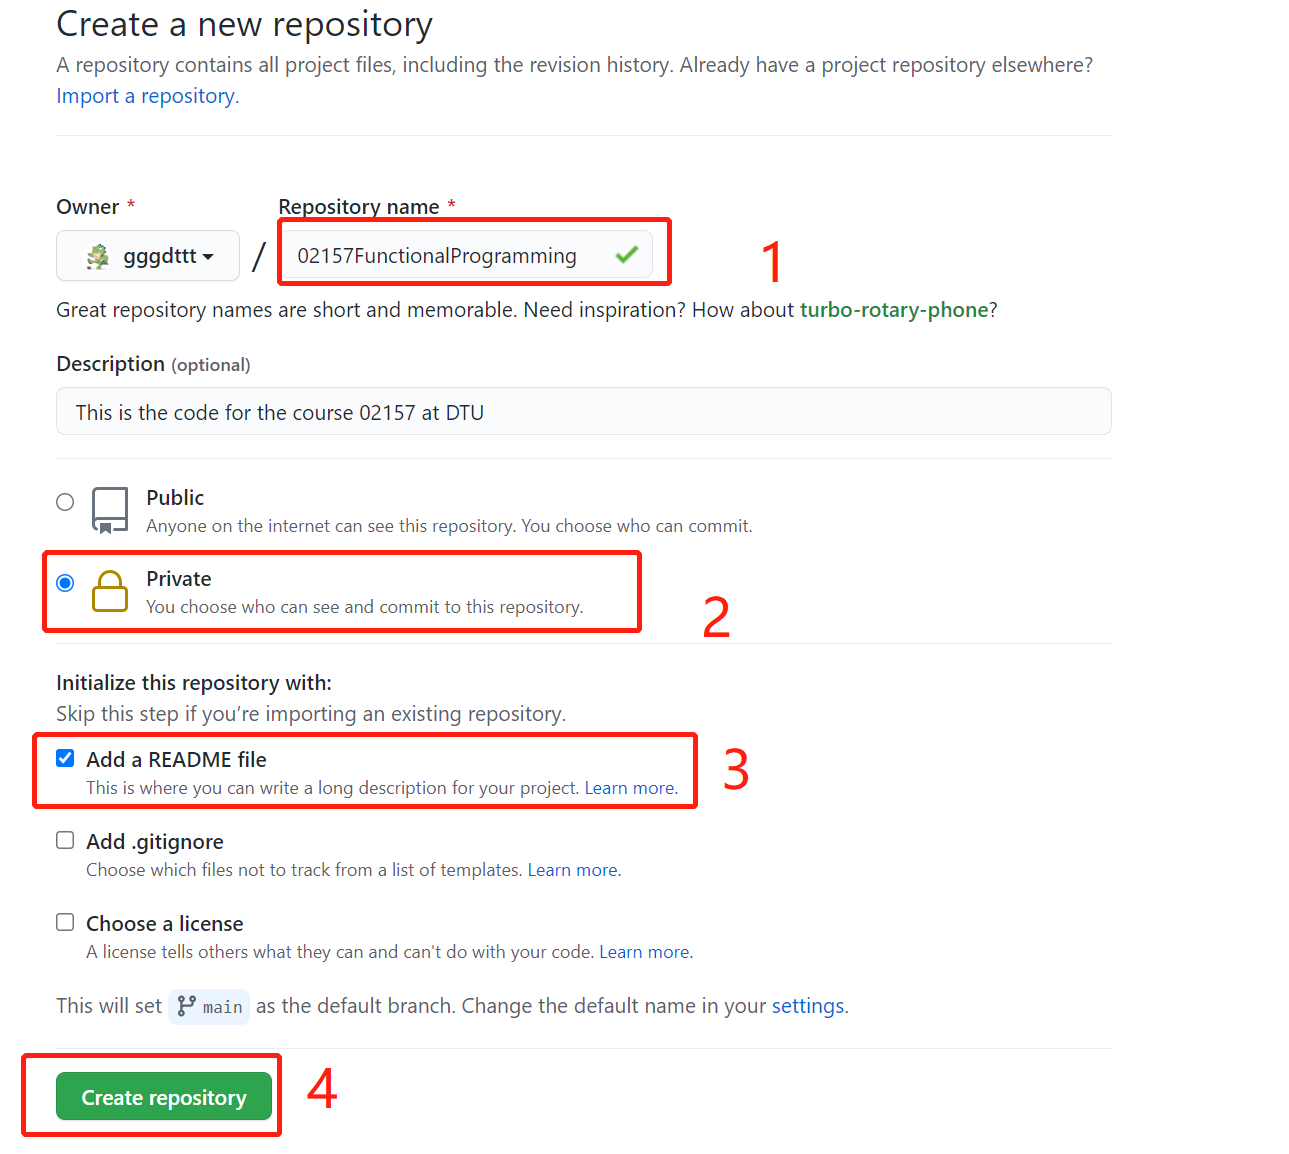 Create a new repository
A repository contains all project files, including the revision history. Already have a project repository elsewhere?
Import a repository.
Owner *
Repository name *
gggdttt
/
02157FunctionalProgramming
1
Great repository names are short and memorable. Need inspiration? How about turbo-rotary-phone?
Description (optional)
This is the code for the course 02157 at DTU
Public
Anyone on the internet can see this repository. You choose who can commit.
Private
You choose who can see and commit to this repository.
2
Initialize this repository with:
Skip this step if you’re importing an existing repository.
Add a README file
This is where you can write a long description for your project. Learn more.
3
Add .gitignore
Choose which files not to track from a list of templates. Learn more.
Choose a license
A license tells others what they can and can't do with your code. Learn more.
This will set main as the default branch. Change the default name in your settings.
Create repository
4